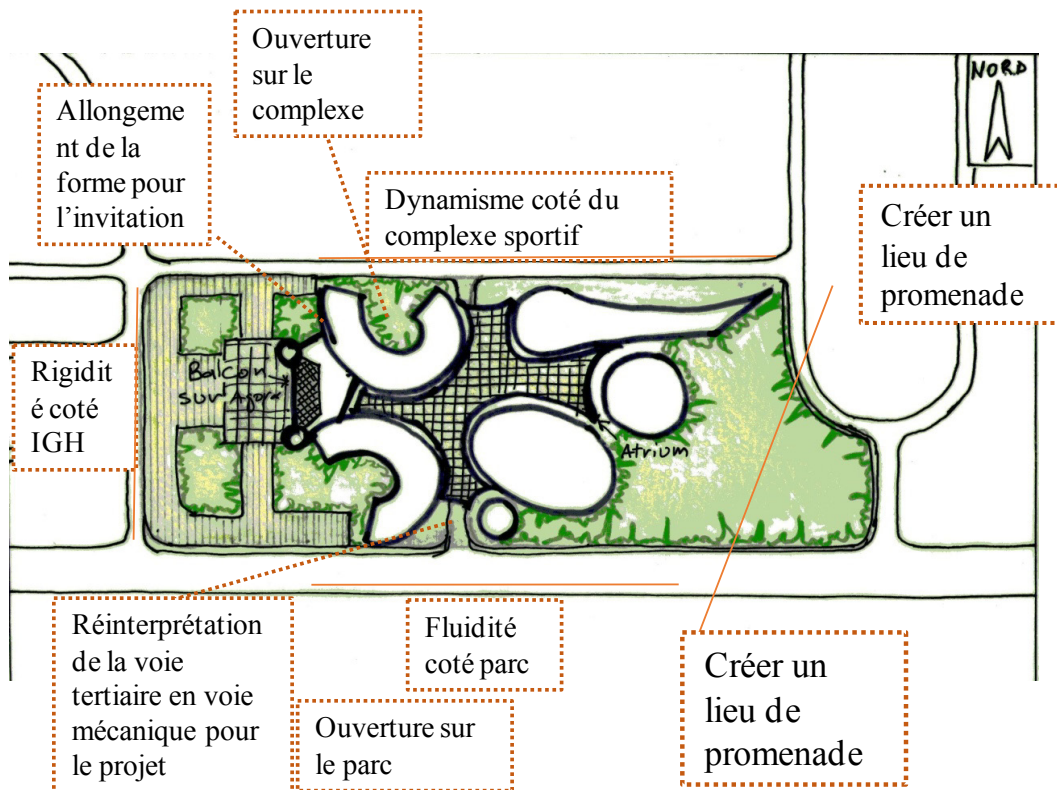 Ouverture
sur le
complexe
NORD
Allongeme
nt de la
forme pour
l’invitation
Dynamisme coté du
complexe sportif
Créer un
lieu de
promenade
Rigidit
é coté
IGH
Balcon
sur Agora
Atrium
Réinterprétation
de la voie
tertiaire en voie
mécanique pour
le projet
Fluidité
coté parc
Ouverture sur
le parc
Créer un
lieu de
promenade